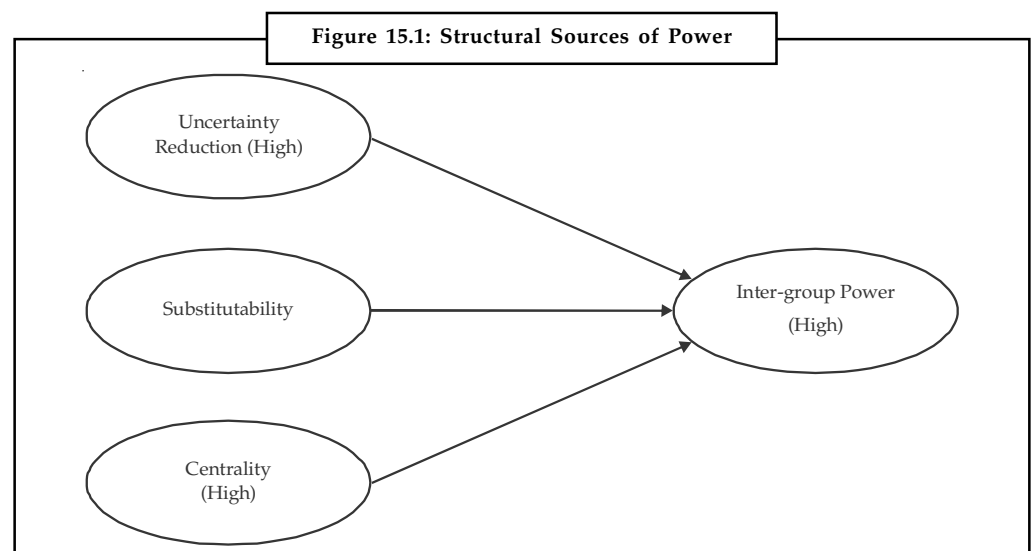 Figure 15.1: Structural Sources of Power
Uncertainty
Reduction (High)
Substitutability
Inter-group Power
(High)
Centrality
(High)